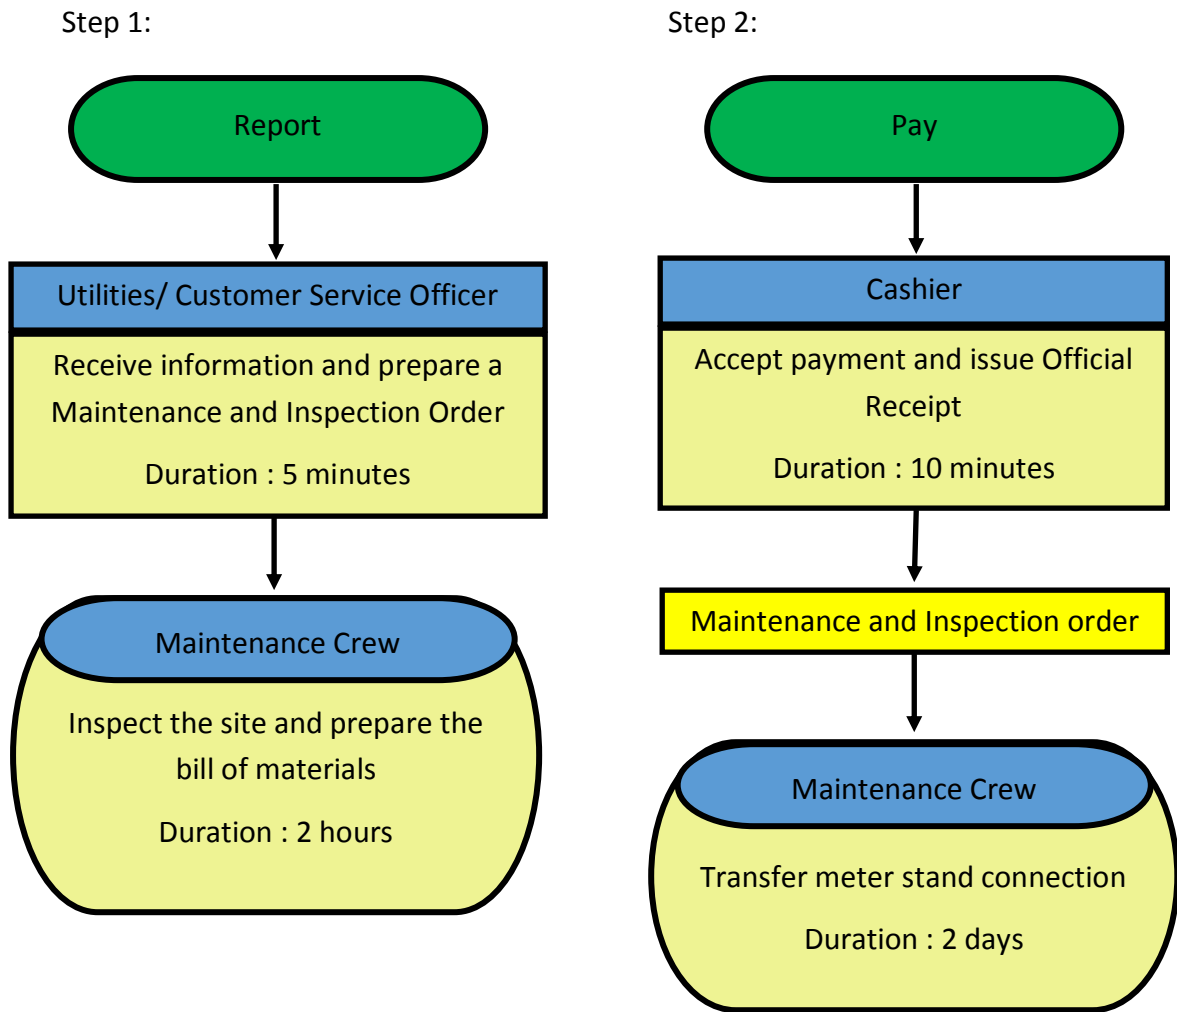 Step 1:
Report
Utilities/ Customer Service Officer
Receive information and prepare a
Maintenance and Inspection Order
Duration : 5 minutes
Maintenance Crew
Inspect the site and prepare the
bill of materials
Duration : 2 hours
Step 2:
Pay
Cashier
Accept payment and issue Official
Receipt
Duration : 10 minutes
Maintenance and Inspection order
Maintenance Crew
Transfer meter stand connection
Duration : 2 days